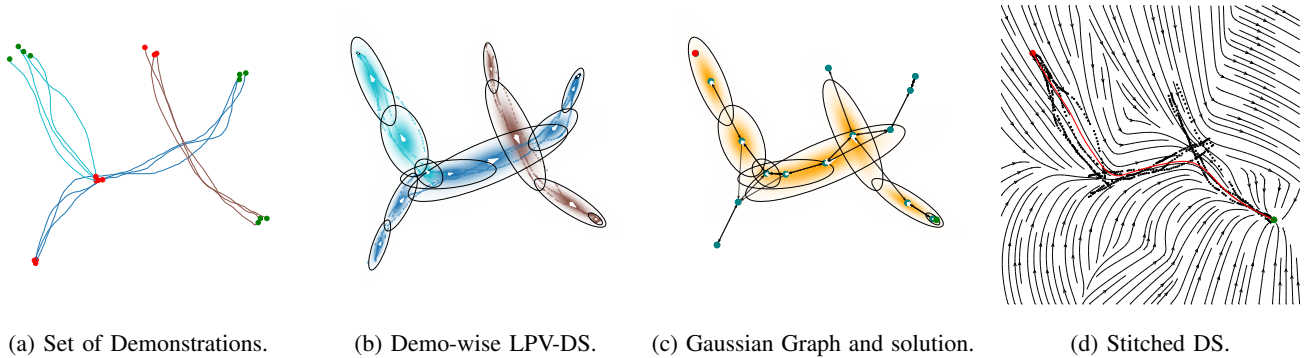 (a) Set of Demonstrations.
(b) Demo-wise LPV-DS.
(c) Gaussian Graph and solution.
(d) Stitched DS.